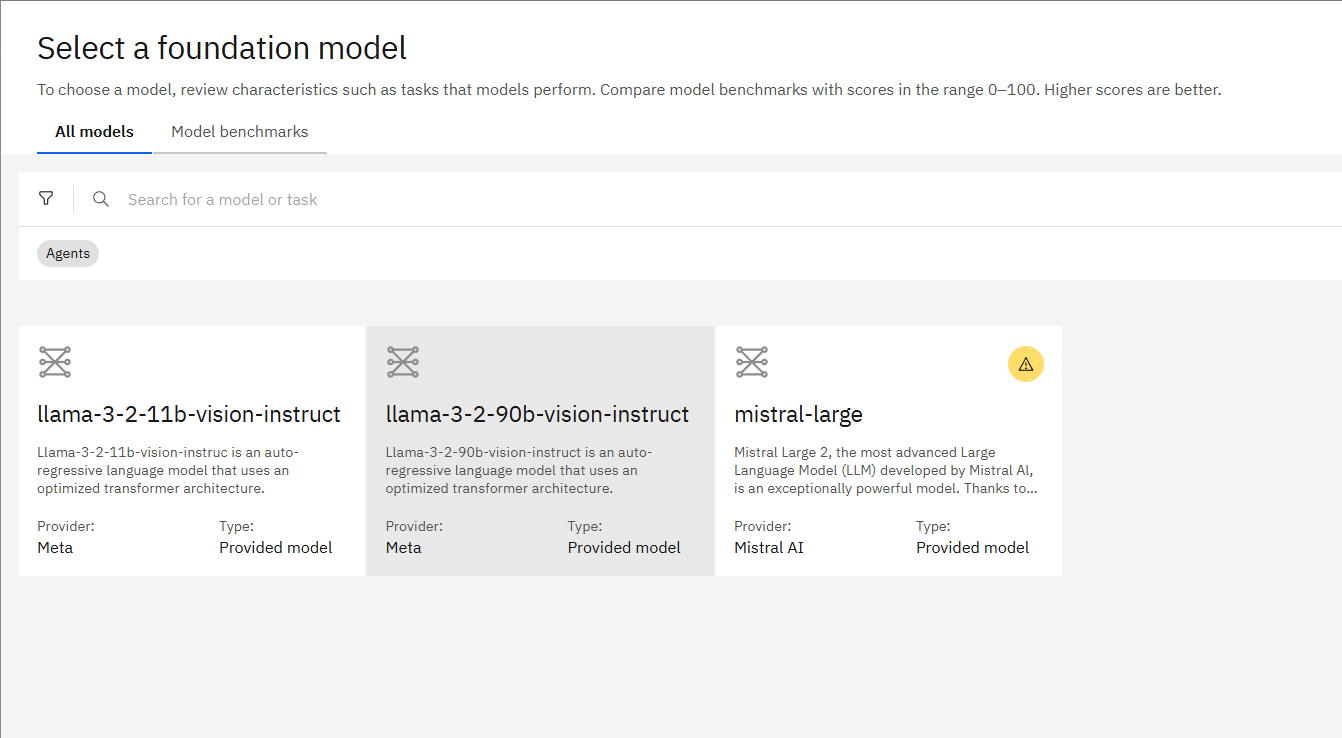 Select a foundation model
To choose a model, review characteristics such as tasks that models perform. Compare model benchmarks with scores in the range 0–100. Higher scores are better.
All models
Model benchmarks
Search for a model or task
Agents
llama-3-2-11b-vision-instruct
Llama-3-2-11b-vision-instruc is an auto-
regressive language model that uses an
optimized transformer architecture.
Provider:
Meta
Type:
Provided model
llama-3-2-90b-vision-instruct
Llama-3-2-90b-vision-instruct is an auto-
regressive language model that uses an
optimized transformer architecture.
Provider:
Meta
Type:
Provided model
mistral-large
Mistral Large 2, the most advanced Large
Language Model (LLM) developed by Mistral Al,
is an exceptionally powerful model. Thanks to...
Provider:
Mistral AI
Type:
Provided model